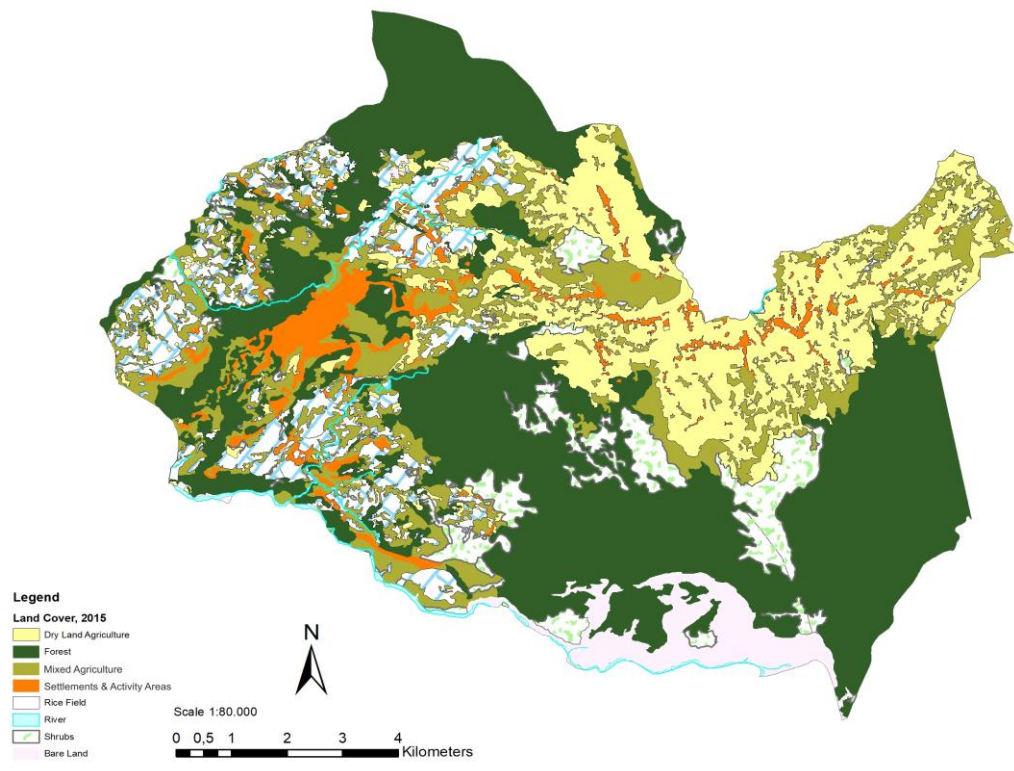 N
Legend
Land Cover, 2015
Dry Land Agriculture
Forest
Mixed Agriculture
Settlements & Activity Areas
Rice Field
River
Shrubs
Bare Land
Scale 1:80.000
0 0,5 1 2 3 4
Kilometers